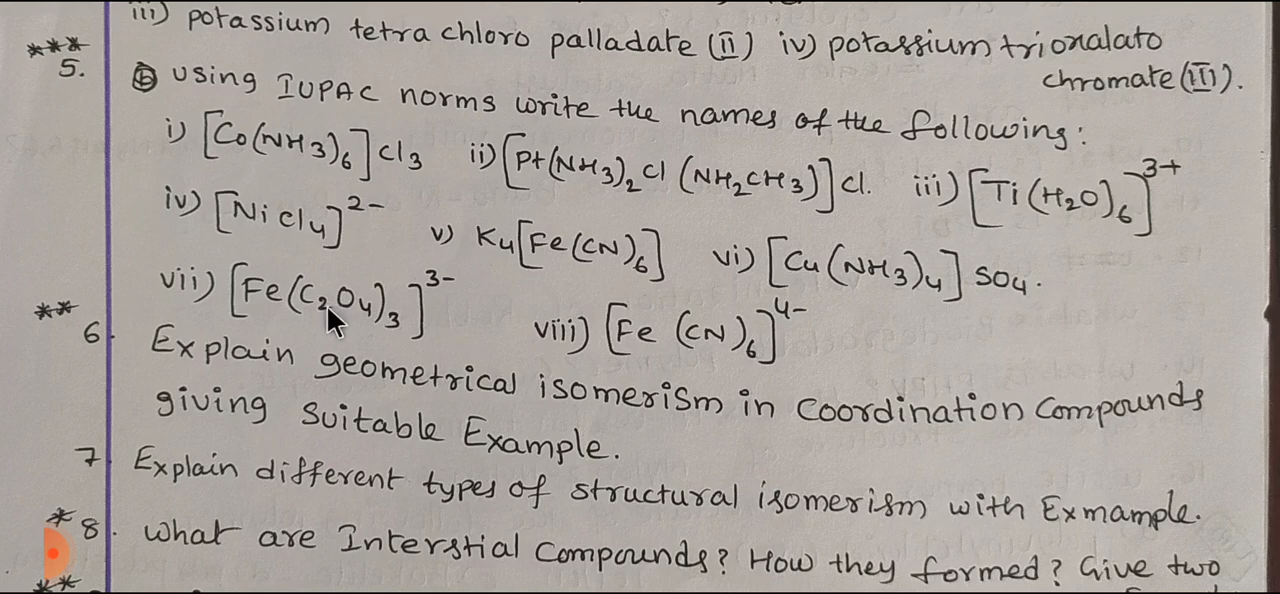 iii) potassium tetra chloro palladate (II) iv) potassium trioxalato
chromate (III).
*** 5. ⓑ Using IUPAC norms write the names of the following:
i) [Co(NH3)6]Cl3 ii) [Pt(NH3)2Cl(NH2CH3)]Cl. iii) [Ti(H2O)6]3+
iv) [NiCl4]2- v) K4[Fe(CN)6] vi) [Cu(NH3)4]SO4.
vii) [Fe(C2O4)3]3- viii) [Fe(CN)6]4-
** 6. Explain geometrical isomerism in Coordination Compounds
giving Suitable Example.
7. Explain different types of structural isomerism with Exmample.
* 8. What are Interstial Compounds? How they formed? Give two
**